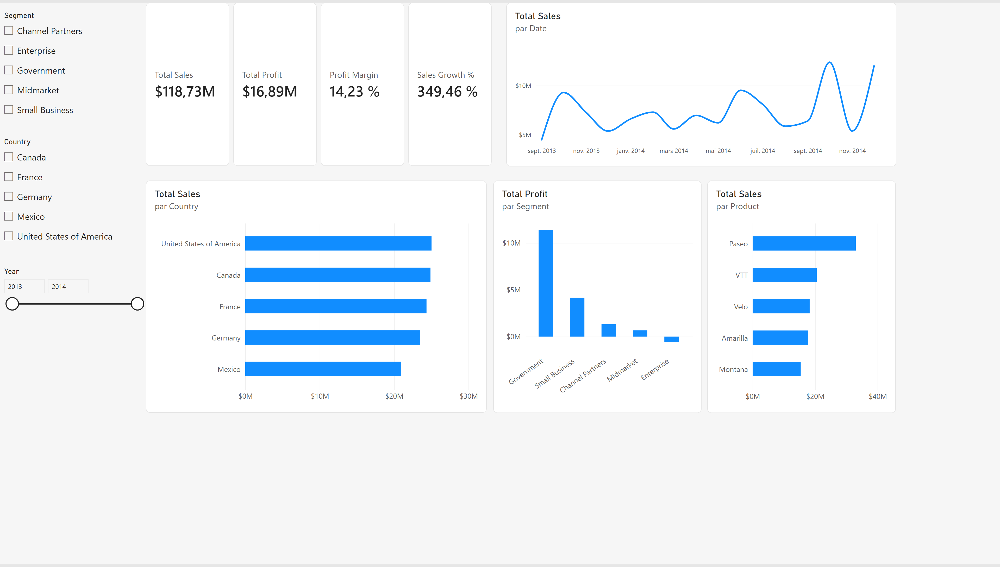 Segment
Channel Partners
Enterprise
Government
Midmarket
Small Business
Country
Canada
France
Germany
Mexico
United States of America
Year
2013 2014
Total Sales
$118,73M
Total Profit
$16,89M
Profit Margin
14,23 %
Sales Growth %
349,46 %
Total Sales
par Date
$10M
$5M
sept. 2013 nov. 2013 janv. 2014 mars 2014 mai 2014 juil. 2014 sept. 2014 nov. 2014
Total Sales
par Country
United States of America
Canada
France
Germany
Mexico
$0M $10M $20M $30M
Total Profit
par Segment
$10M
$5M
$0M
Government
Small Business
Channel Partners
Midmarket
Enterprise
Total Sales
par Product
Paseo
VTT
Velo
Amarilla
Montana
$0M $20M $40M